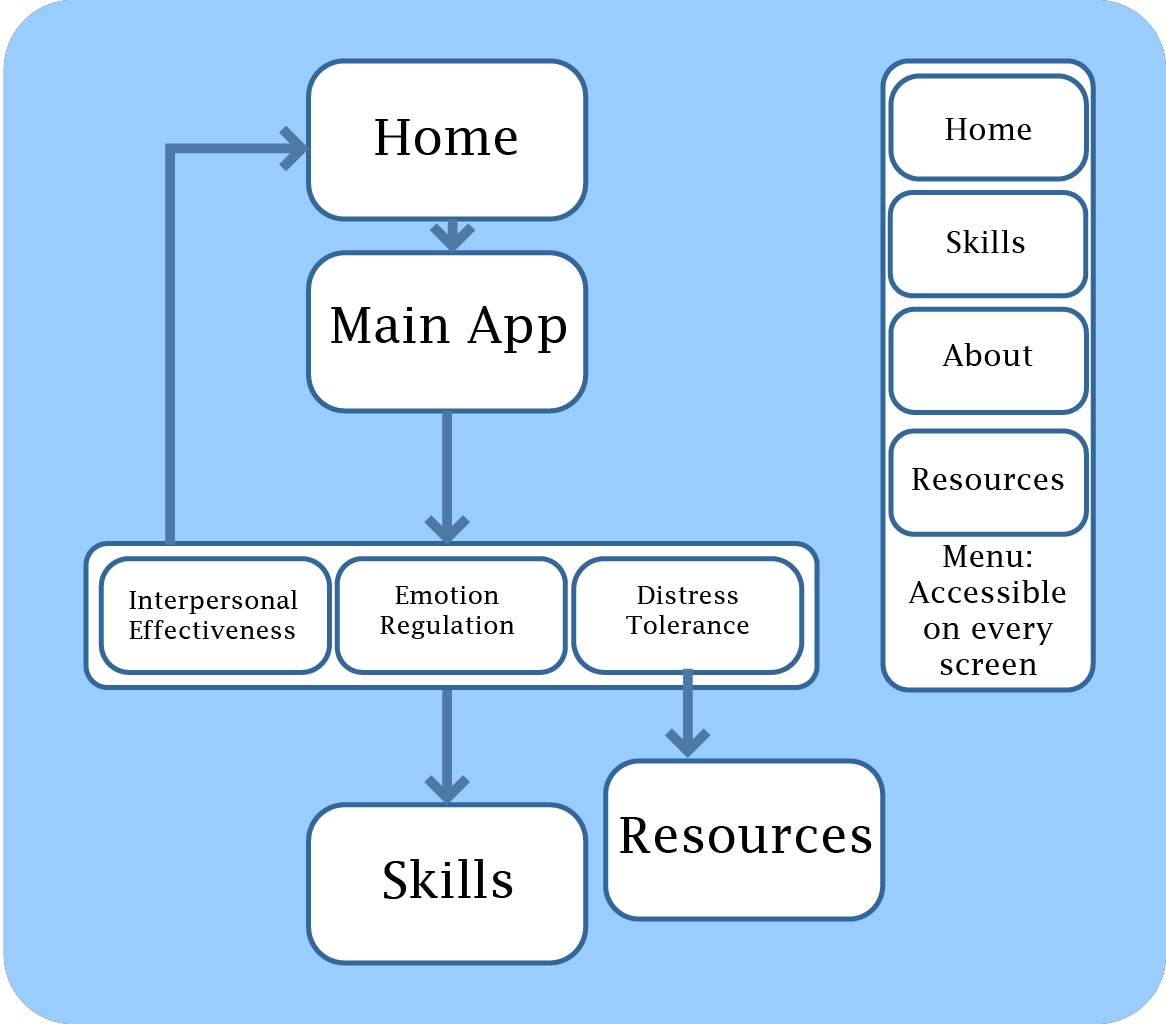 Home
Main App
Interpersonal
Effectiveness
Emotion
Regulation
Distress
Tolerance
Skills
Resources
Home
Skills
About
Resources
Menu:
Accessible
on every
screen